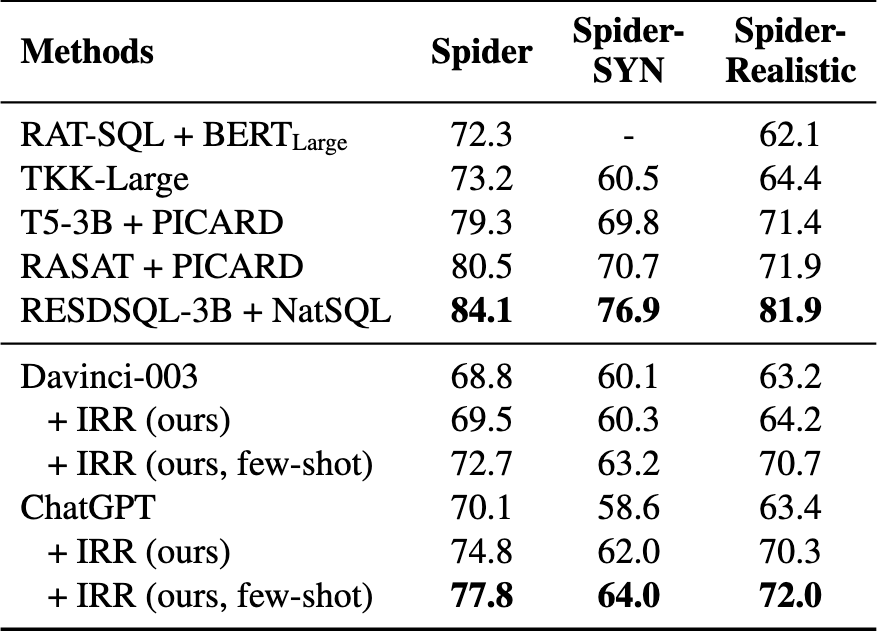 Methods Spider Spider-SYN Spider-Realistic
RAT-SQL + BERTLarge 72.3 - 62.1
TKK-Large 73.2 60.5 64.4
T5-3B + PICARD 79.3 69.8 71.4
RASAT + PICARD 80.5 70.7 71.9
RESDSQL-3B + NatSQL 84.1 76.9 81.9
Davinci-003 68.8 60.1 63.2
+ IRR (ours) 69.5 60.3 64.2
+ IRR (ours, few-shot) 72.7 63.2 70.7
ChatGPT 70.1 58.6 63.4
+ IRR (ours) 74.8 62.0 70.3
+ IRR (ours, few-shot) 77.8 64.0 72.0